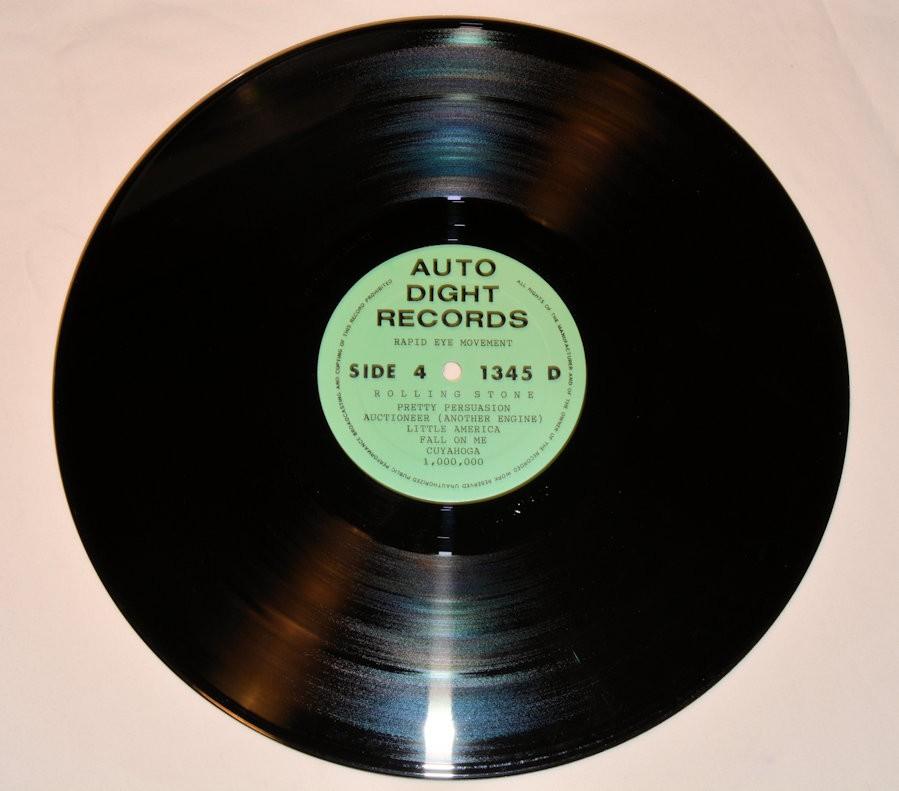 AUTO
DIGHT
RECORDS
RAPID EYE MOVEMENT
SIDE 4 1345 D
ROLLING STONE
PRETTY PERSUASION
AUCTIONEER (ANOTHER ENGINE)
LITTLE AMERICA
FALL ON ME
CUYAHOGA
1,000,000
ALL RIGHTS OF THE MANUFACTURER AND OF THE OWNER OF THE RECORDED WORK RESERVED UNAUTHORIZED PUBLIC PERFORMANCE BROADCASTING AND COPYING OF THIS RECORD PROHIBITED